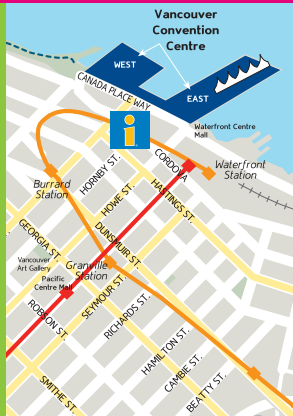 Vancouver
Convention
Centre
WEST
EAST
CANADA PLACE WAY
Waterfront Centre
Mall
i
CORDOVA
Waterfront
Station
HORNBY ST.
Burrard
Station
HOWE ST.
HASTINGS ST.
GEORGIA ST.
DUNSMUIR ST.
Vancouver
Art Gallery
Granville
Station
Pacific
Centre Mall
SEYMOUR ST.
ROBSON ST.
RICHARDS ST.
HAMILTON ST.
CAMBIE ST.
SMITHE ST.
BEATTY ST.